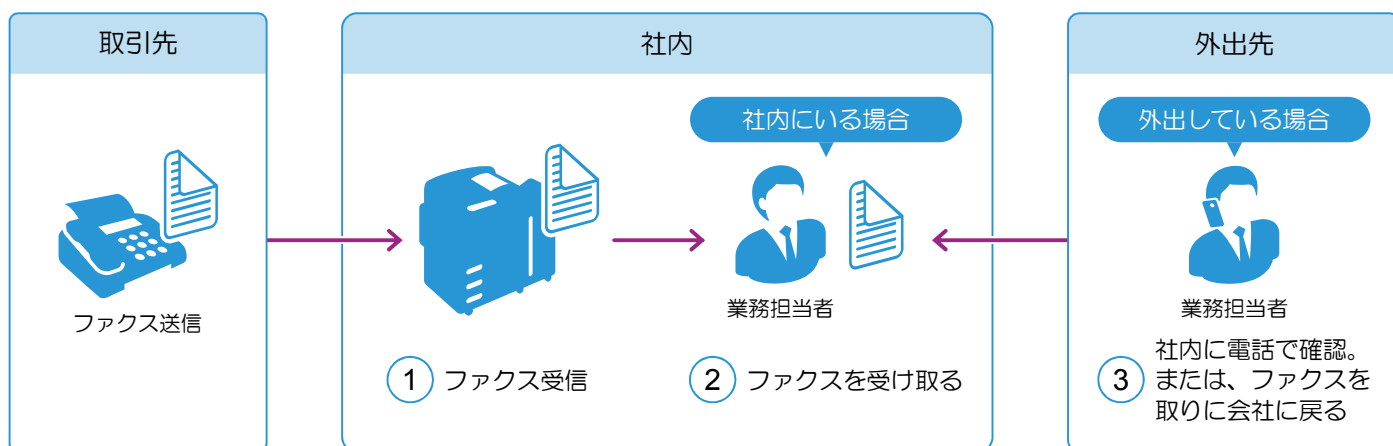 取引先
ファクス送信
社内
社内にいる場合
業務担当者
1 ファクス受信
2 ファクスを受け取る
外出先
外出している場合
業務担当者
3 社内に電話で確認。
または、ファクスを
取りに会社に戻る